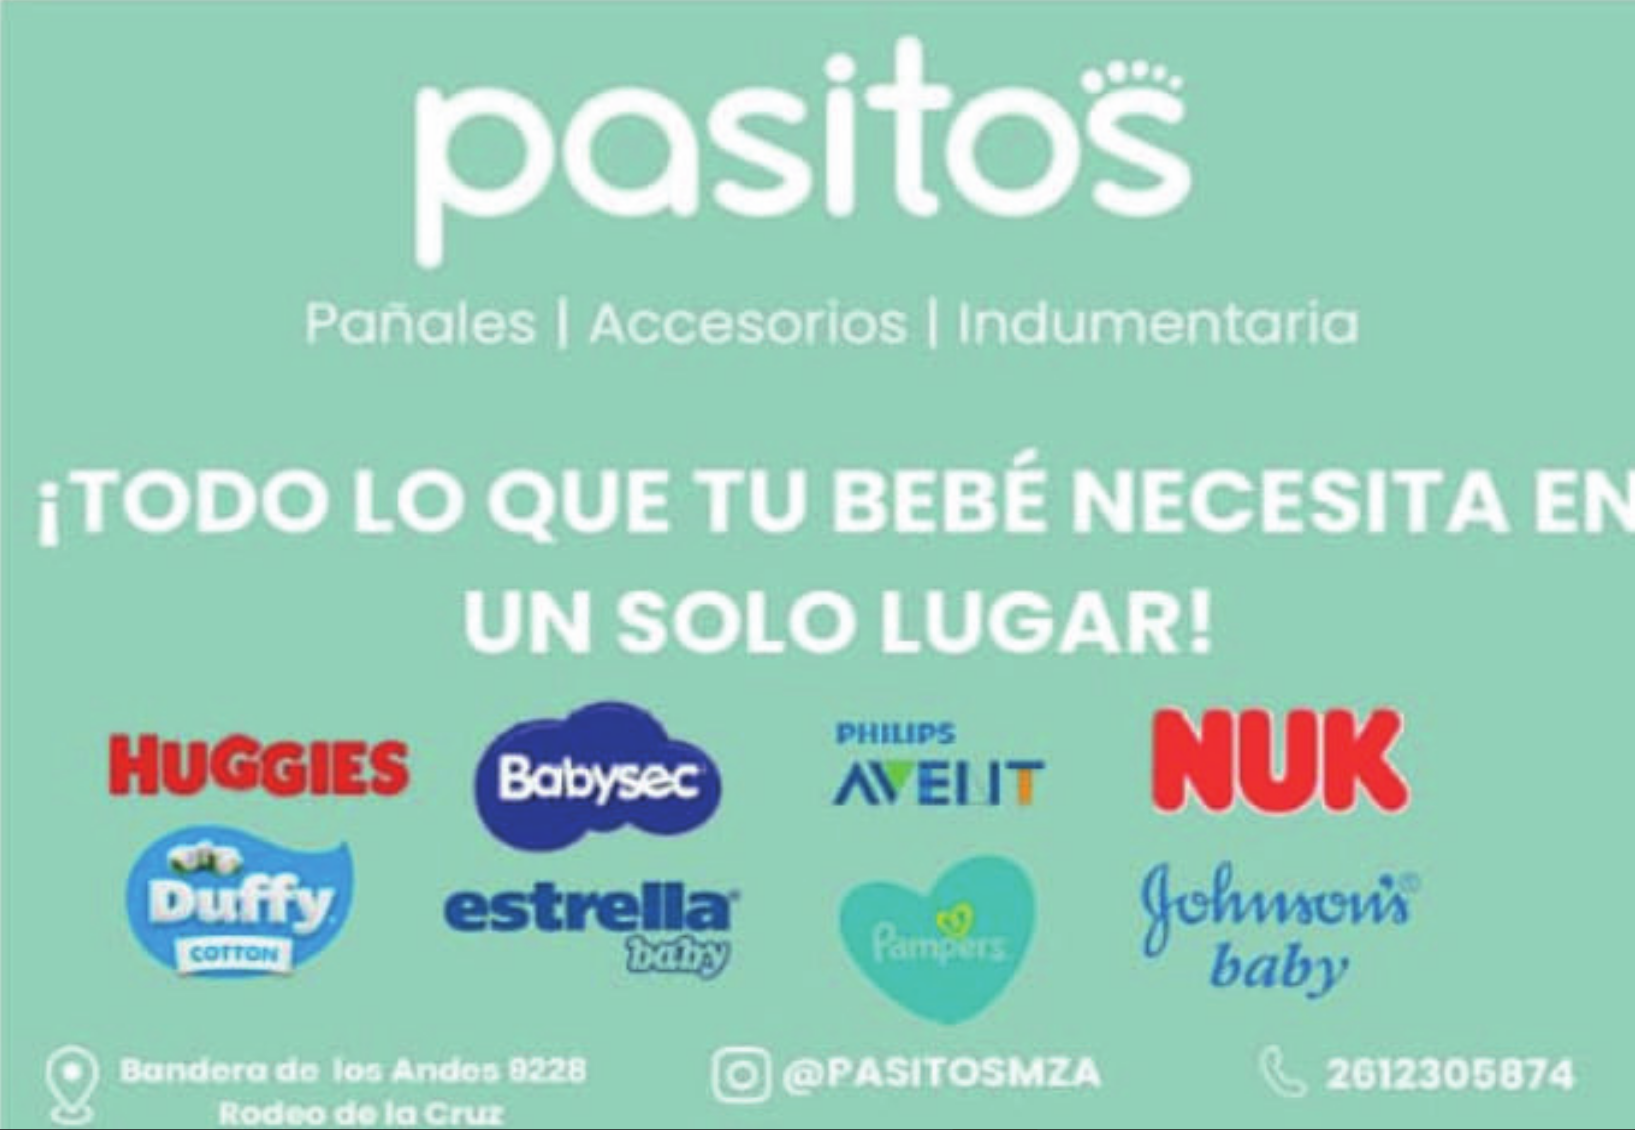 pasitos
Pañales | Accesorios | Indumentaria
¡TODO LO QUE TU BEBÉ NECESITA EN
UN SOLO LUGAR!
HUGGIES
Babysec
PHILIPS
AVENT
NUK
Duffy
COTTON
estrella
baby
Pampers
Johnson's®
baby
Bandera de los Andes 9228
Rodeo de la Cruz
@PASITOSMZA
2612305874